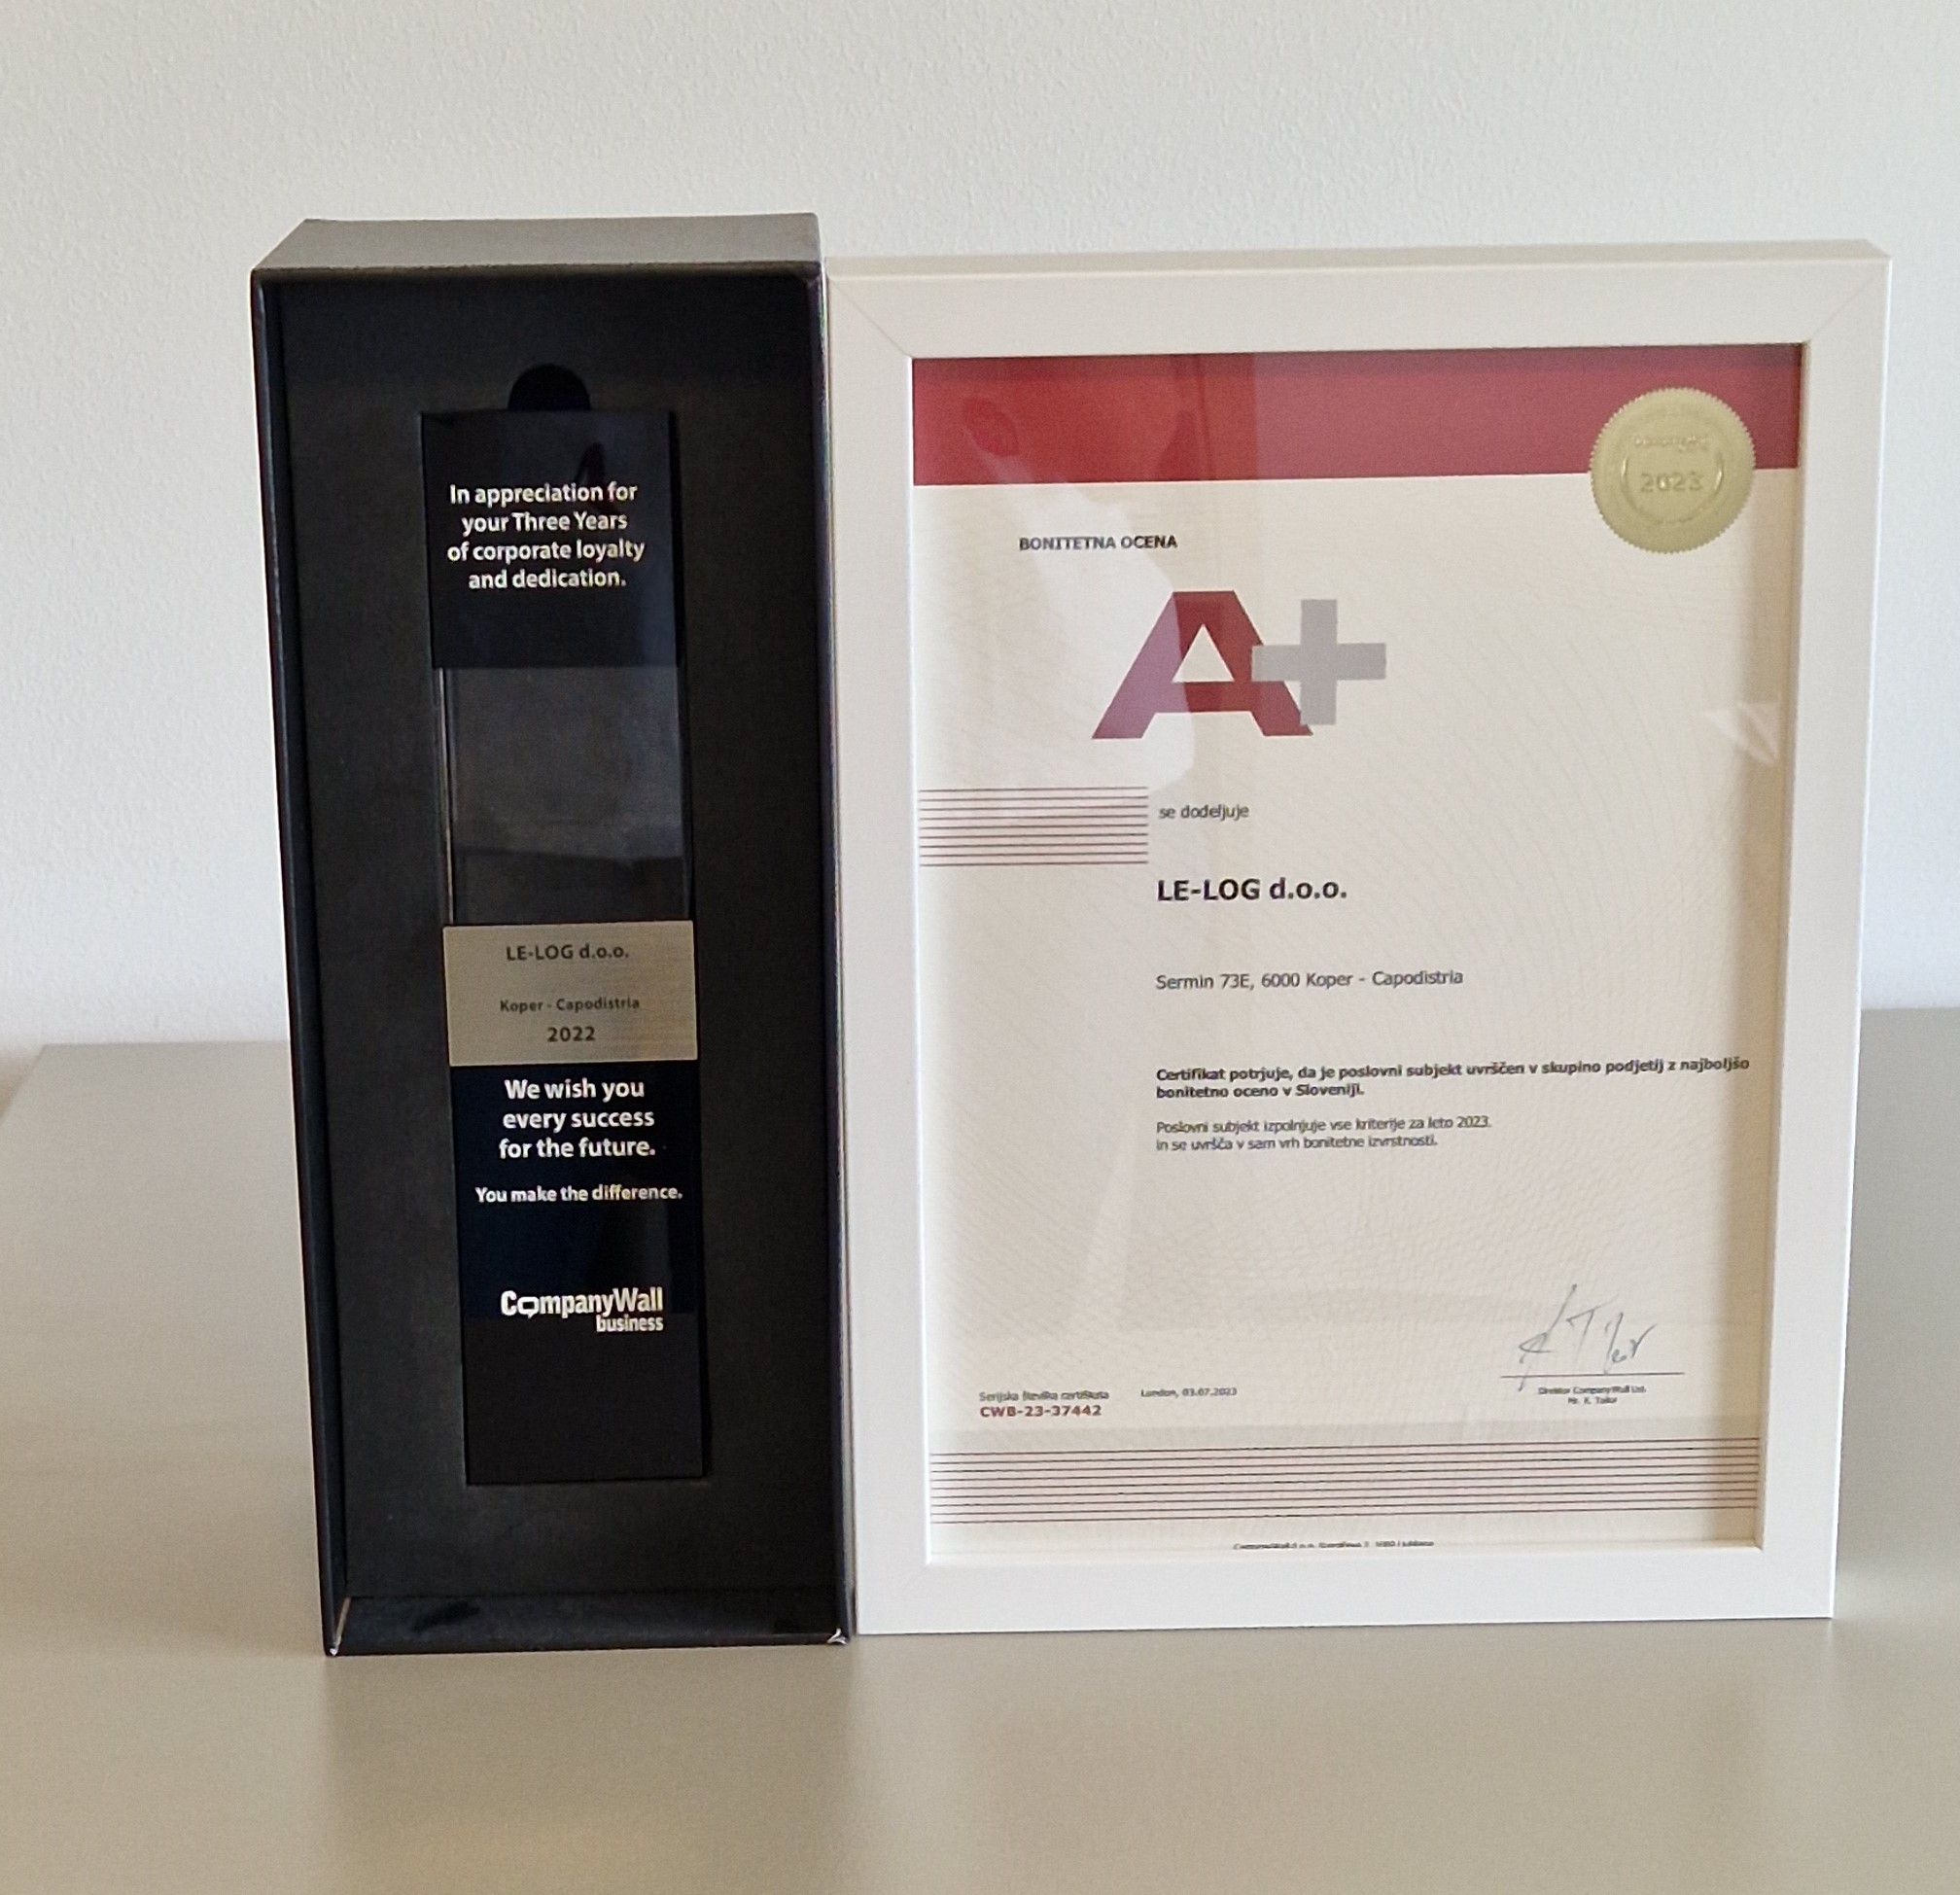 In appreciation for
your Three Years
of corporate loyalty
and dedication.
LE-LOG d.o.o.
Koper - Capodistria
2022
We wish you
every success
for the future.
You make the difference.
CompanyWall
business
2023
BONITETNA OCENA
A+
se dodeljuje
LE-LOG d.o.o.
Sermin 73E, 6000 Koper - Capodistria
Certifikat potrjuje, da je poslovni subjekt uvrščen v skupino podjetij z najboljšo
bonitetno oceno v Sloveniji.
Poslovni subjekt izpolnjuje vse kriterije za leto 2023.
in se uvršča v sam vrh bonitetne izvrstnosti.
Serijska številka certifikata
CWB-23-37442
London, 03.07.2023
Direktor CompanyWall Ltd.
Mr. K. Tailor